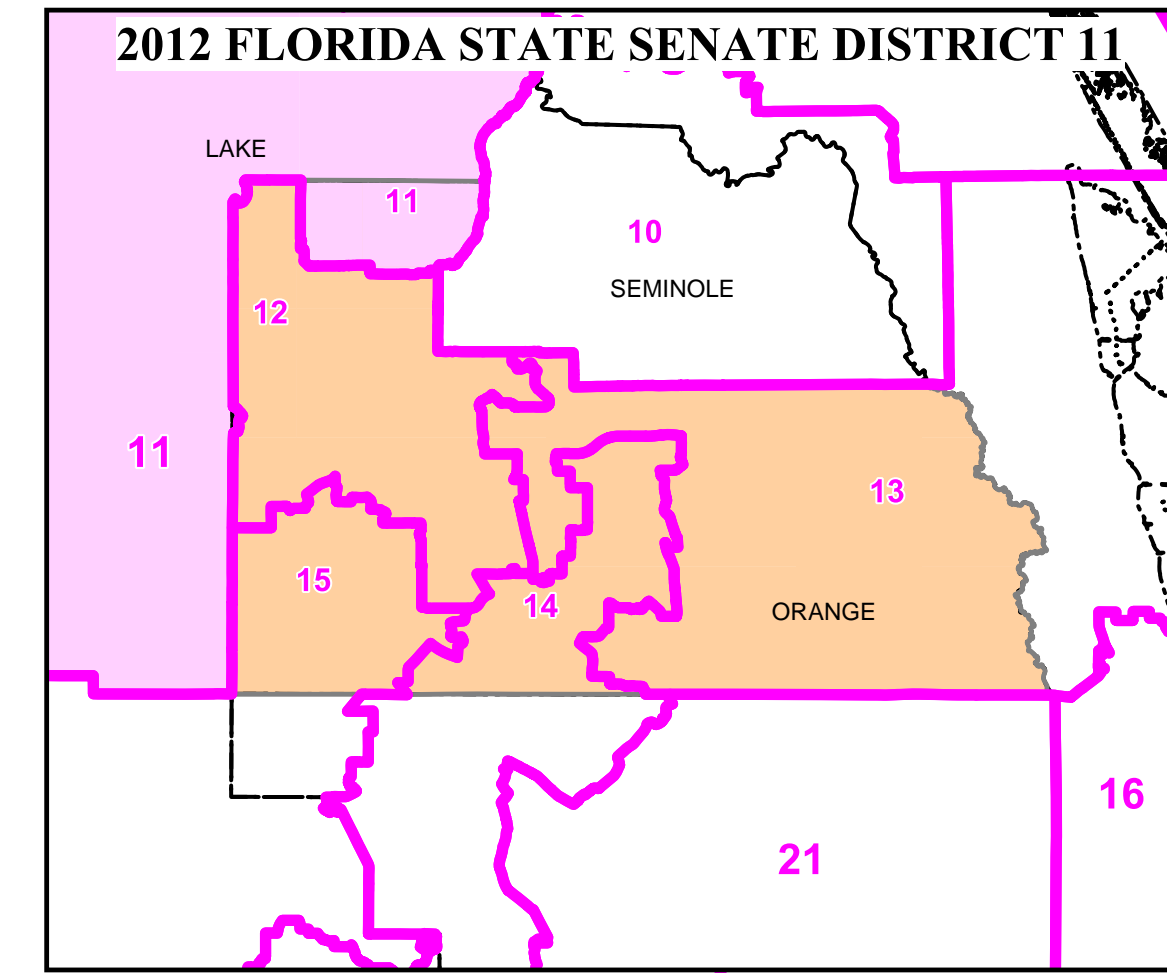 2012 FLORIDA STATE SENATE DISTRICT 11
LAKE
11
10
SEMINOLE
12
11
13
15
14
ORANGE
16
21